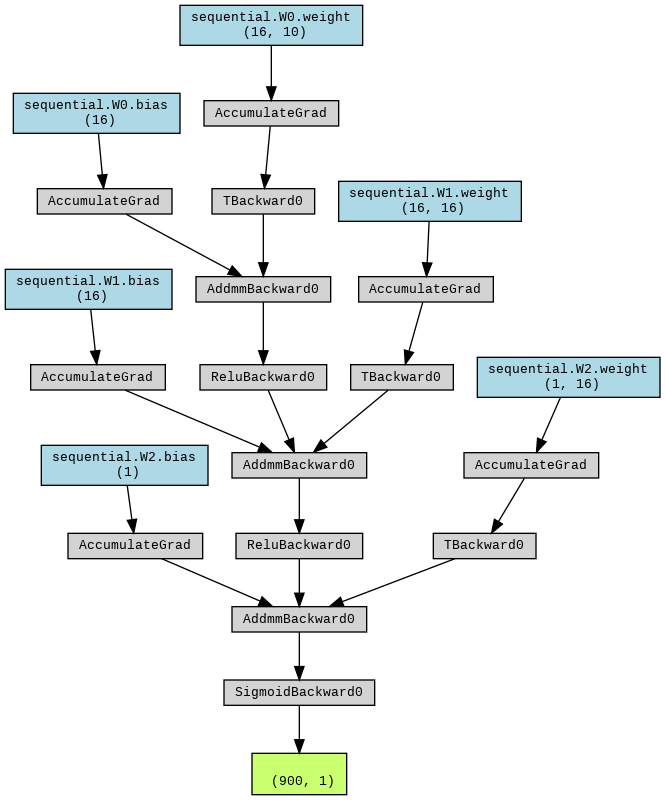 sequential.W0.weight
(16, 10)
sequential.W0.bias
(16)
AccumulateGrad
AccumulateGrad
TBackward0
sequential.W1.weight
(16, 16)
sequential.W1.bias
(16)
AddmmBackward0
AccumulateGrad
AccumulateGrad
ReluBackward0
TBackward0
sequential.W2.weight
(1, 16)
sequential.W2.bias
(1)
AddmmBackward0
AccumulateGrad
AccumulateGrad
ReluBackward0
TBackward0
AddmmBackward0
SigmoidBackward0
(900, 1)